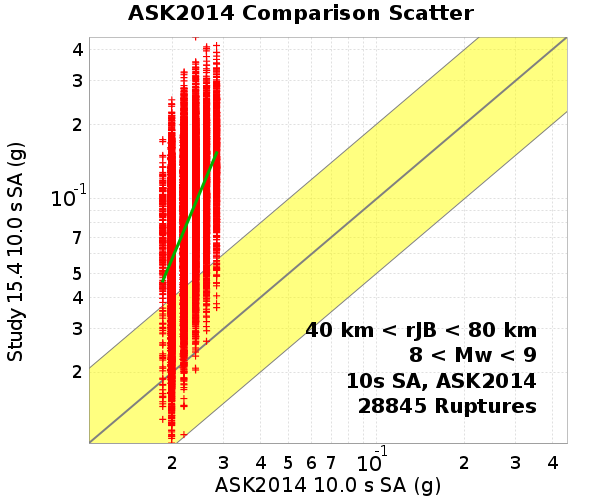 ASK2014 Comparison Scatter
Study 15.4 10.0 s SA (g)
4
3
2
10-1
7
5
4
3
2
40 km < rJB < 80 km
8 < Mw < 9
10s SA, ASK2014
28845 Ruptures
2 3 4 5 6 7 10-1 2 3 4
ASK2014 10.0 s SA (g)